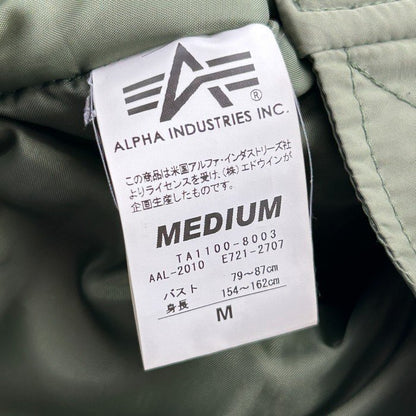 ®
ALPHA INDUSTRIES INC.
この商品は米国アルファ・インダストリーズ社
よりライセンスを受け、(株)エドウインが
企画生産したものです。
MEDIUM
TA1100-8003
AAL-2010 E721-2707
バスト 79~87cm
身長 154~162cm
M